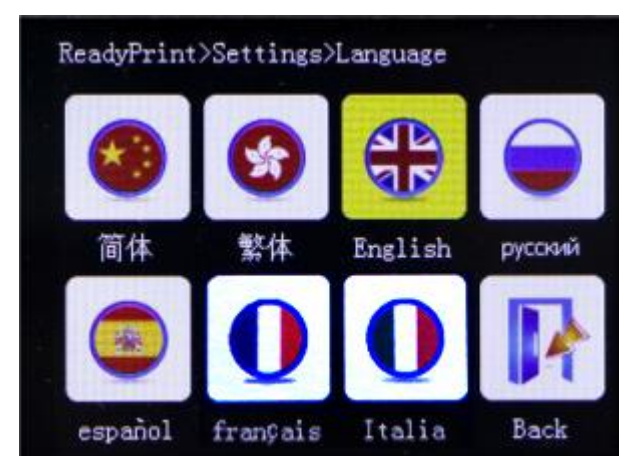 ReadyPrint>Settings>Language
简体 繁体 English русский
español français Italia Back